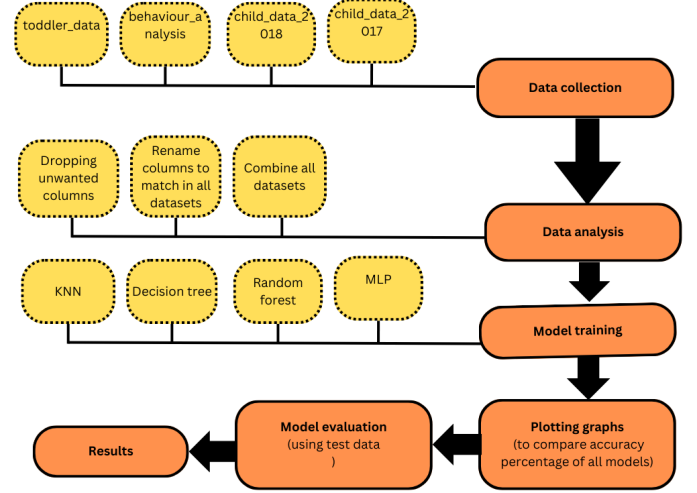 toddler_data
behaviour_a
nalysis
child_data_2
018
child_data_2
017
Data collection
Dropping
unwanted
columns
Rename
columns to
match in all
datasets
Combine all
datasets
Data analysis
KNN
Decision tree
Random
forest
MLP
Model training
Plotting graphs
(to compare accuracy
percentage of all models)
Model evaluation
(using test data
)
Results